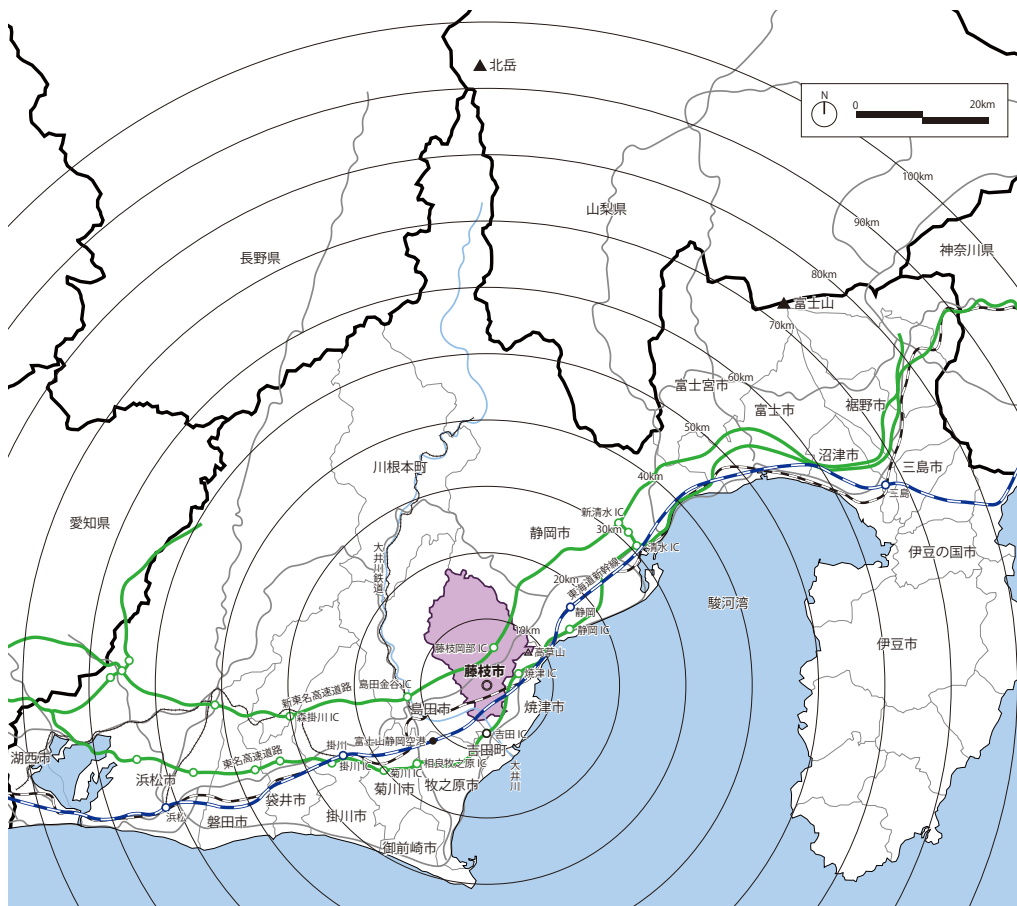 北岳
N
0
20km
100km
山梨県
90km
神奈川県
長野県
80km
富士山
70km
60km
富士宮市
裾野市
富士市
50km
沼津市
三島市
川根本町
40km
三島
新清水 IC
愛知県
30km
静岡市
清水 IC
伊豆の国市
大井川鉄道
東海道新幹線
20km
駿河湾
静岡
静岡 IC
10km
伊豆市
藤枝岡部 IC
高草山
藤枝市
焼津 IC
島田金谷 IC
新東名高速道路
島田市
焼津市
森掛川 IC
吉田 IC
富士山静岡空港
吉田町
掛川
湖西市
東名高速道路
相良牧之原 IC
大井川
掛川 IC
菊川 IC
浜松市
牧之原市
菊川市
袋井市
浜松
磐田市
掛川市
御前崎市